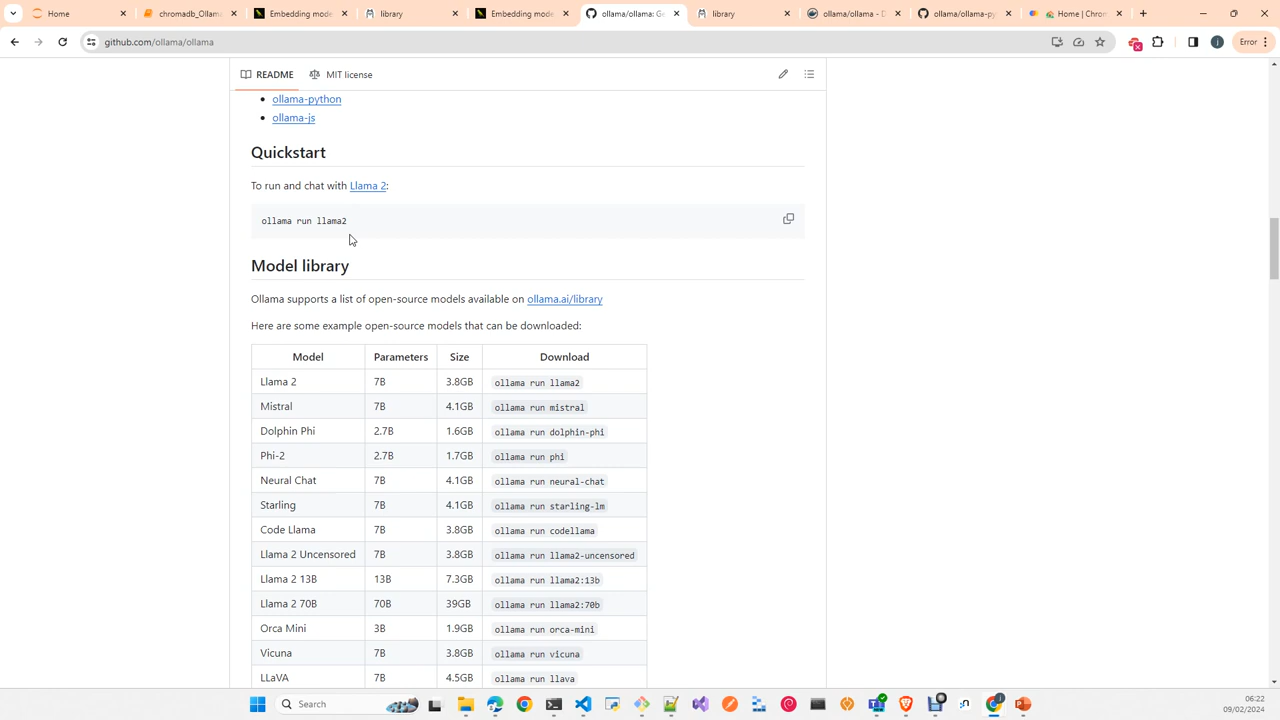 Home
chromadb_Ollama
Embedding mode
library
Embedding mode
ollama/ollama: Ge
library
ollama/ollama - D
ollama/ollama-py
Home | Chrom
github.com/ollama/ollama
Error
README
MIT license
ollama-python
ollama-js
Quickstart
To run and chat with Llama 2:
ollama run llama2
Model library
Ollama supports a list of open-source models available on ollama.ai/library
Here are some example open-source models that can be downloaded:
Model Parameters Size Download
Llama 2 7B 3.8GB ollama run llama2
Mistral 7B 4.1GB ollama run mistral
Dolphin Phi 2.7B 1.6GB ollama run dolphin-phi
Phi-2 2.7B 1.7GB ollama run phi
Neural Chat 7B 4.1GB ollama run neural-chat
Starling 7B 4.1GB ollama run starling-lm
Code Llama 7B 3.8GB ollama run codellama
Llama 2 Uncensored 7B 3.8GB ollama run llama2-uncensored
Llama 2 13B 13B 7.3GB ollama run llama2:13b
Llama 2 70B 70B 39GB ollama run llama2:70b
Orca Mini 3B 1.9GB ollama run orca-mini
Vicuna 7B 3.8GB ollama run vicuna
LLaVA 7B 4.5GB ollama run llava
Search
06:22
09/02/2024